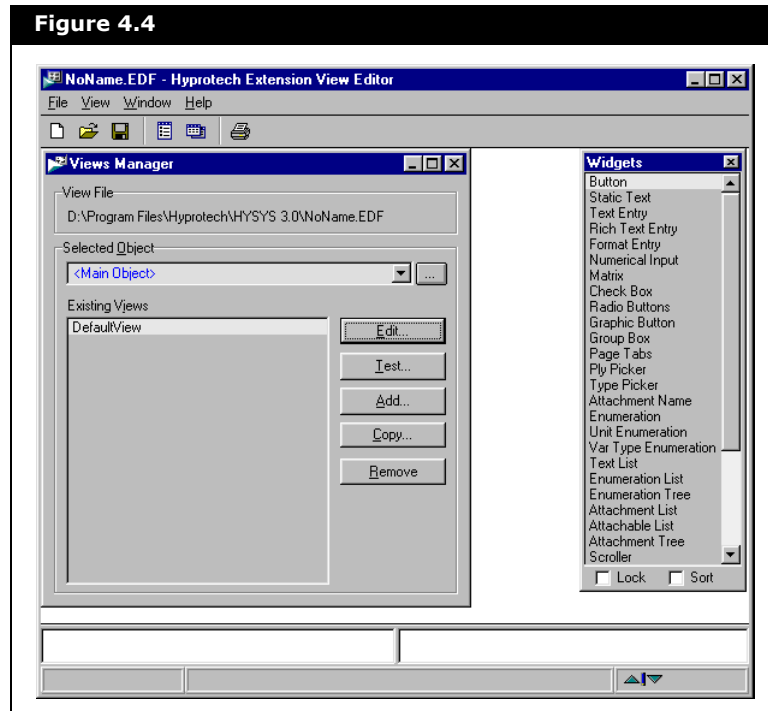 Figure 4.4
NoName.EDF - Hyprotech Extension View Editor
File View Window Help
Views Manager
View File
D:\Program Files\Hyprotech\HYSYS 3.0\NoName.EDF
Selected Object
<Main Object>
...
Existing Views
DefaultView
Edit...
Test...
Add...
Copy...
Remove
Widgets
Button
Static Text
Text Entry
Rich Text Entry
Format Entry
Numerical Input
Matrix
Check Box
Radio Buttons
Graphic Button
Group Box
Page Tabs
Ply Picker
Type Picker
Attachment Name
Enumeration
Unit Enumeration
Var Type Enumeration
Text List
Enumeration List
Enumeration Tree
Attachment List
Attachable List
Attachment Tree
Scroller
Lock Sort